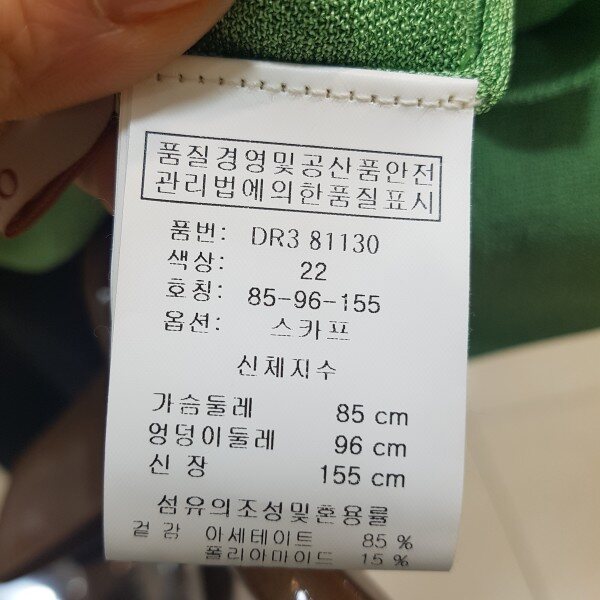 품질경영및공산품안전
관리법에의한품질표시
품번: DR3 81130
색상: 22
호칭: 85-96-155
옵션: 스카프
신체지수
가슴둘레 85 cm
엉덩이둘레 96 cm
신 장 155 cm
섬유의조성및혼용률
겉 감 아세테이트 85 %
폴리아마이드 15 %